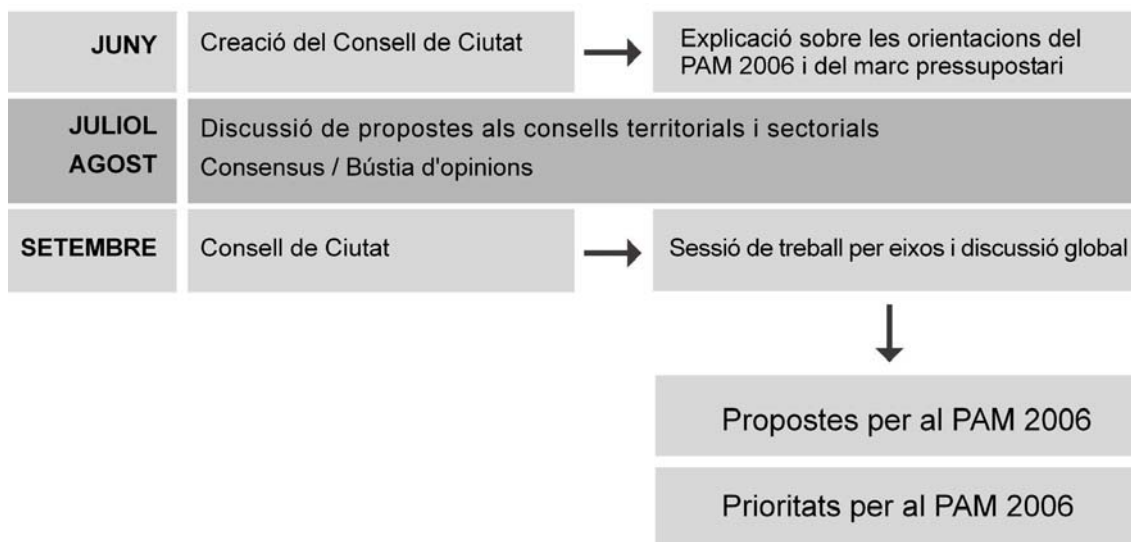 JUNY
Creació del Consell de Ciutat
Explicació sobre les orientacions del
PAM 2006 i del marc pressupostari
JULIOL
Discussió de propostes als consells territorials i sectorials
AGOST
Consensus / Bústia d'opinions
SETEMBRE
Consell de Ciutat
Sessió de treball per eixos i discussió global
Propostes per al PAM 2006
Prioritats per al PAM 2006